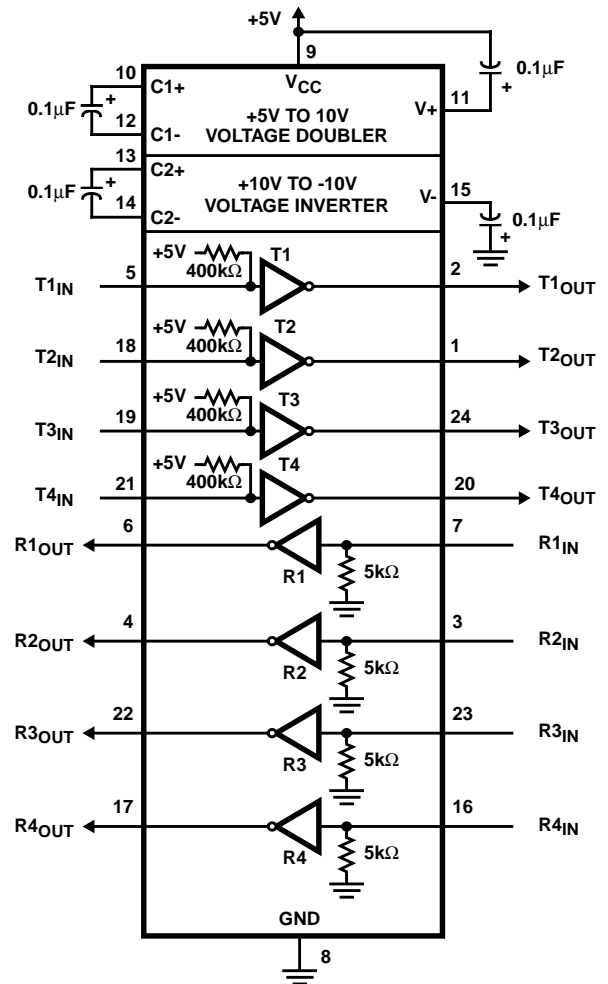 +5V
9
10 C1+ VCC 0.1µF +
0.1µF + +5V TO 10V V+ 11
12 C1- VOLTAGE DOUBLER
13 C2+
0.1µF + +10V TO -10V V- 15
14 C2- VOLTAGE INVERTER 0.1µF +
+5V 400kΩ T1
T1IN 5 2 T1OUT
+5V 400kΩ T2
T2IN 18 1 T2OUT
+5V 400kΩ T3
T3IN 19 24 T3OUT
+5V 400kΩ T4
T4IN 21 20 T4OUT
R1OUT 6 7 R1IN
R1 5kΩ
R2OUT 4 3 R2IN
R2 5kΩ
R3OUT 22 23 R3IN
R3 5kΩ
R4OUT 17 16 R4IN
R4 5kΩ
GND
8